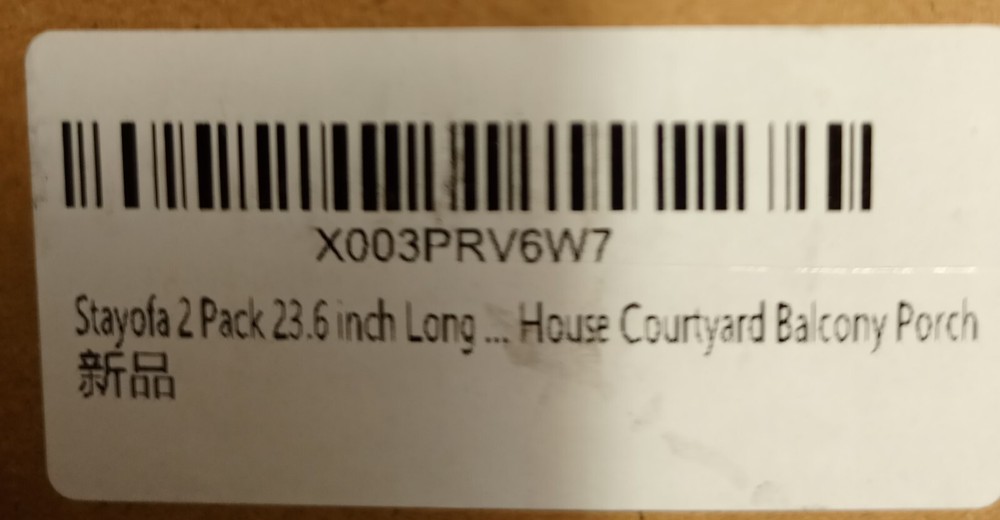 X003PRV6W7
Stayofa 2 Pack 23.6 inch Long ... House Courtyard Balcony Porch
新品